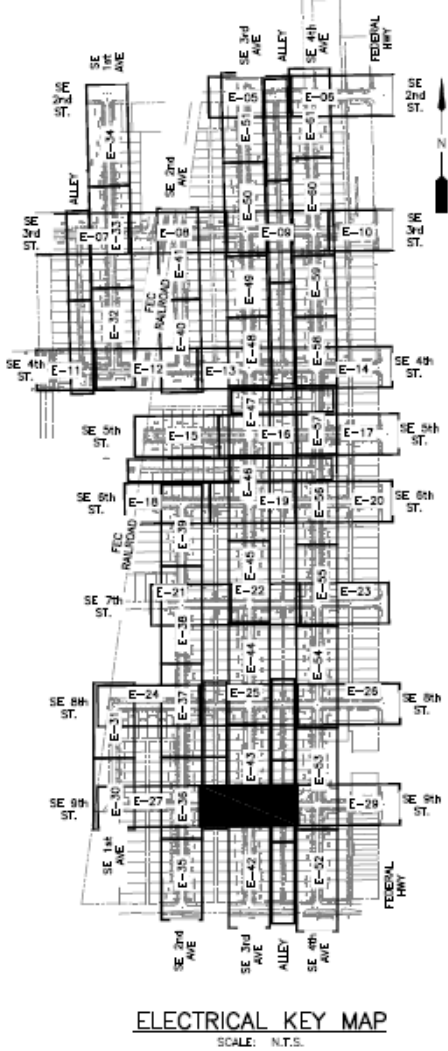 SE 1st AVE
SE 3rd AVE
ALLEY
SE 4th AVE
FEDERAL HWY
SE 2nd ST.
E-05
E-06
SE 2nd ST.
E-34
E-51
E-61
N
ALLEY
SE 2nd AVE
E-50
E-60
SE 3rd ST.
E-07
E-33
E-08
E-09
E-10
SE 3rd ST.
E-41
FEC RAILROAD
E-49
E-59
E-32
E-40
E-48
E-58
SE 4th ST.
E-11
E-12
E-13
E-14
SE 4th ST.
E-47
SE 5th ST.
E-15
E-16
E-57
E-17
SE 5th ST.
E-46
SE 6th ST.
E-18
E-19
E-56
E-20
SE 6th ST.
FEC RAILROAD
E-39
E-45
E-55
SE 7th ST.
E-21
E-22
E-23
E-38
E-44
E-54
SE 8th ST.
E-24
E-37
E-25
E-26
SE 8th ST.
E-31
E-43
E-53
SE 9th ST.
E-30
E-27
E-36
E-29
SE 9th ST.
SE 1st AVE
E-35
E-42
E-52
FEDERAL HWY
SE 2nd AVE
SE 3rd AVE
ALLEY
SE 4th AVE
ELECTRICAL KEY MAP
SCALE: N.T.S.